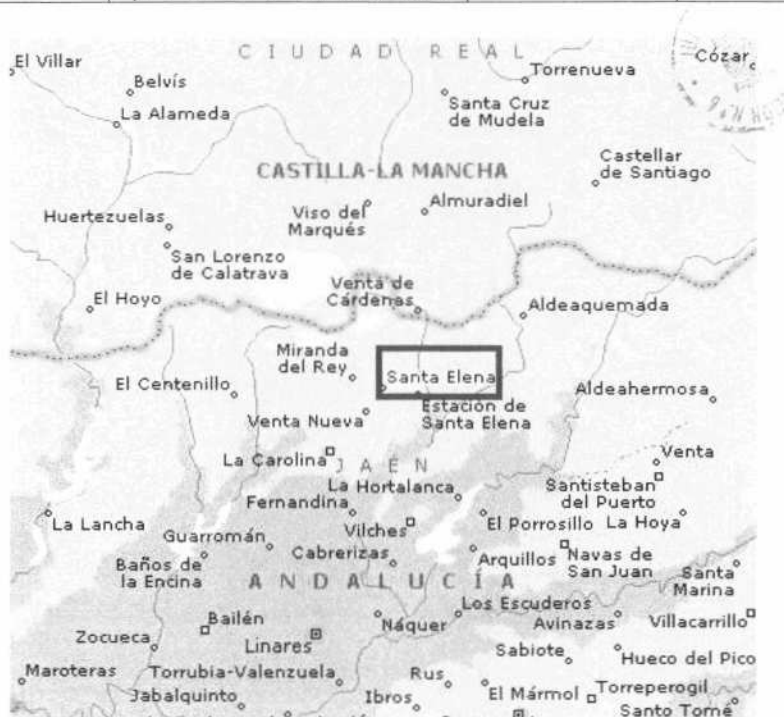 CIUDAD REAL
El Villar
Cózar
Belvís
Torrenueva
La Alameda
Santa Cruz
de Mudela
CASTILLA-LA MANCHA
Castellar
de Santiago
Almuradiel
Viso del
Marqués
Huertezuelas
San Lorenzo
de Calatrava
Venta de
Cárdenas
El Hoyo
Aldeaquemada
Miranda
del Rey
Santa Elena
El Centenillo
Aldeahermosa
Estación de
Santa Elena
Venta Nueva
La Carolina
JAÉN
Venta
La Hortalanca
Santisteban
del Puerto
Fernandina
La Lancha
Vilches
El Porrosillo
La Hoya
Guarromán
Cabrerizas
Arquillos
Navas de
San Juan
Baños de
la Encina
Santa
Marina
ANDALUCÍA
Los Escuderos
Bailén
Náquer
Avinazas
Villacarrillo
Zocueca
Linares
Sabiote
Hueco del Pico
Maroteras
Torrubia-Valenzuela
Rus
El Mármol
Torreperogil
Jabalquinto
Ibros
Santo Tomé